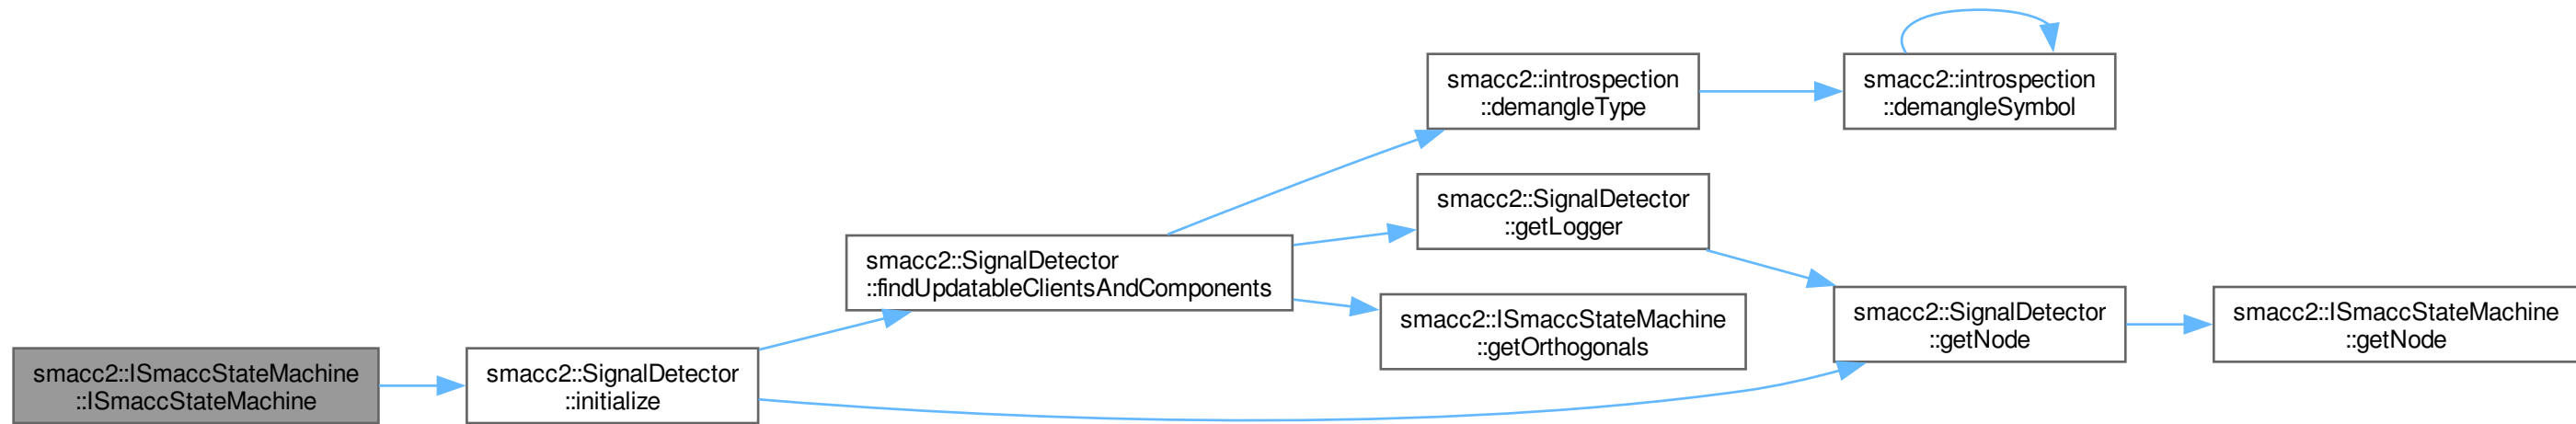 smacc2::ISmaccStateMachine
::ISmaccStateMachine
smacc2::SignalDetector
::initialize
smacc2::SignalDetector
::findUpdatableClientsAndComponents
smacc2::introspection
::demangleType
smacc2::introspection
::demangleSymbol
smacc2::SignalDetector
::getLogger
smacc2::ISmaccStateMachine
::getOrthogonals
smacc2::SignalDetector
::getNode
smacc2::ISmaccStateMachine
::getNode